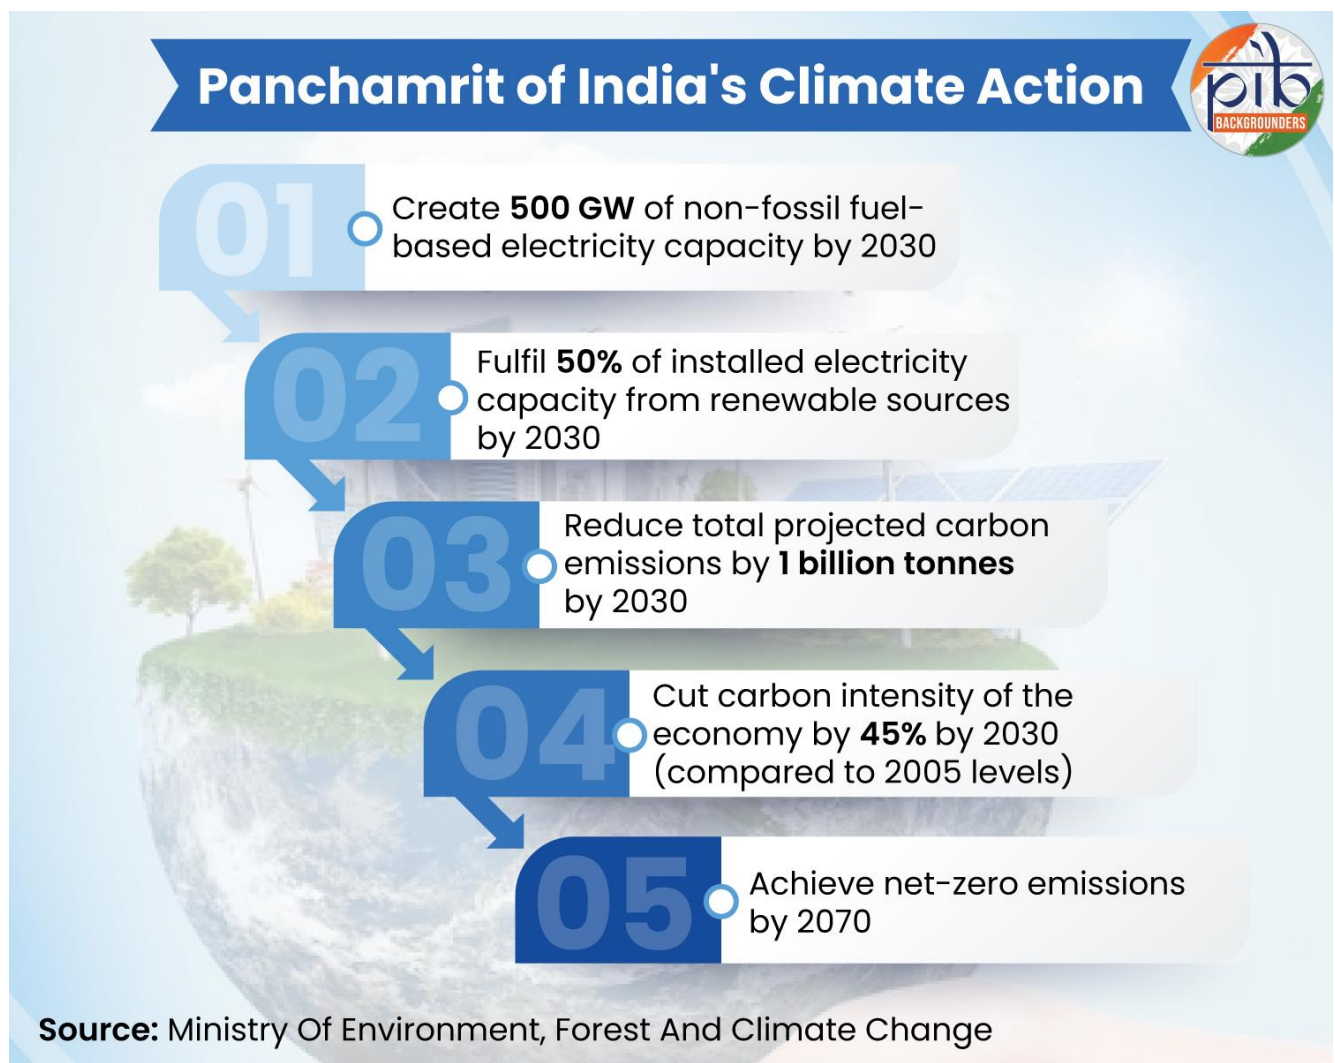 Panchamrit of India's Climate Action
pib
BACKGROUNDERS
01
Create 500 GW of non-fossil fuel-
based electricity capacity by 2030
02
Fulfil 50% of installed electricity
capacity from renewable sources
by 2030
03
Reduce total projected carbon
emissions by 1 billion tonnes
by 2030
04
Cut carbon intensity of the
economy by 45% by 2030
(compared to 2005 levels)
05
Achieve net-zero emissions
by 2070
Source: Ministry Of Environment, Forest And Climate Change